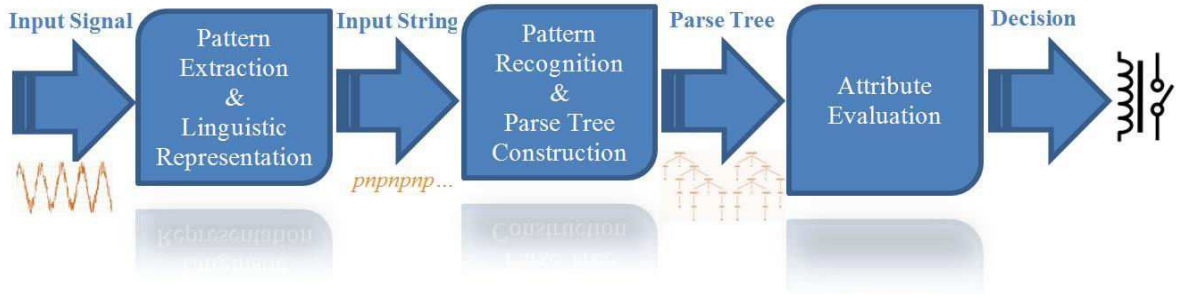 Input Signal
Pattern
Extraction
&
Linguistic
Representation
Input String
pnpnpnp...
Pattern
Recognition
&
Parse Tree
Construction
Parse Tree
Attribute
Evaluation
Decision